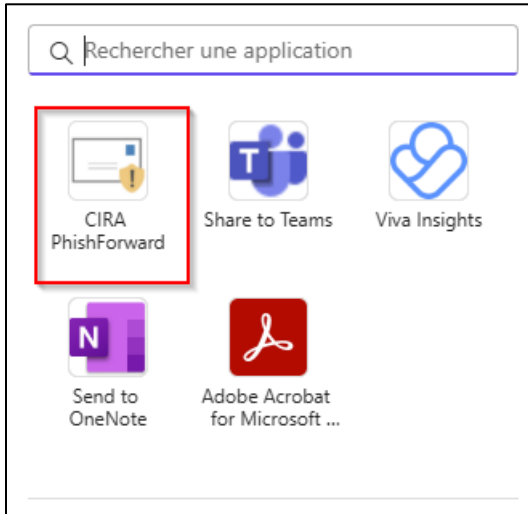 Rechercher une application
CIRA
PhishForward
Share to Teams
Viva Insights
N
Send to
OneNote
T
Adobe Acrobat
for Microsoft ...